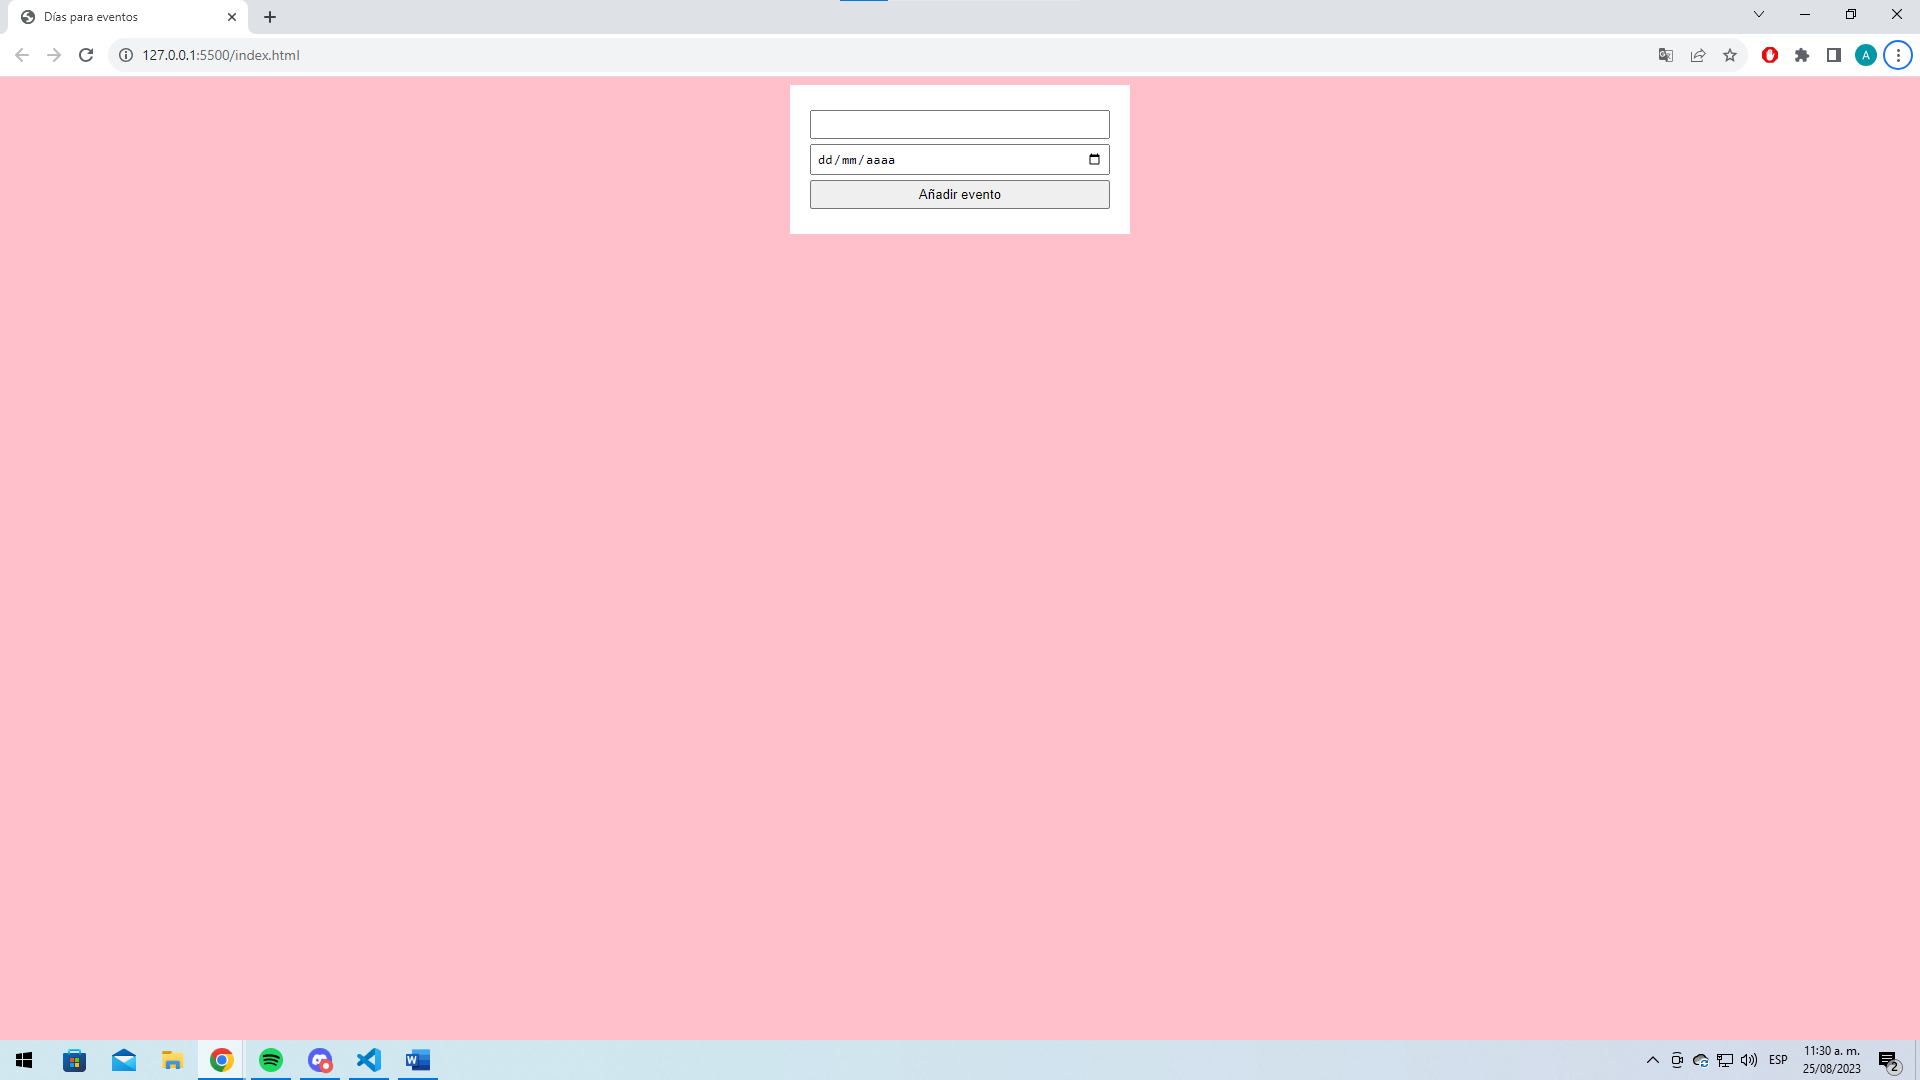 Días para eventos
127.0.0.1:5500/index.html
A
dd/mm/aaaa
Añadir evento
W
ESP
11:30 a. m.
25/08/2023
2